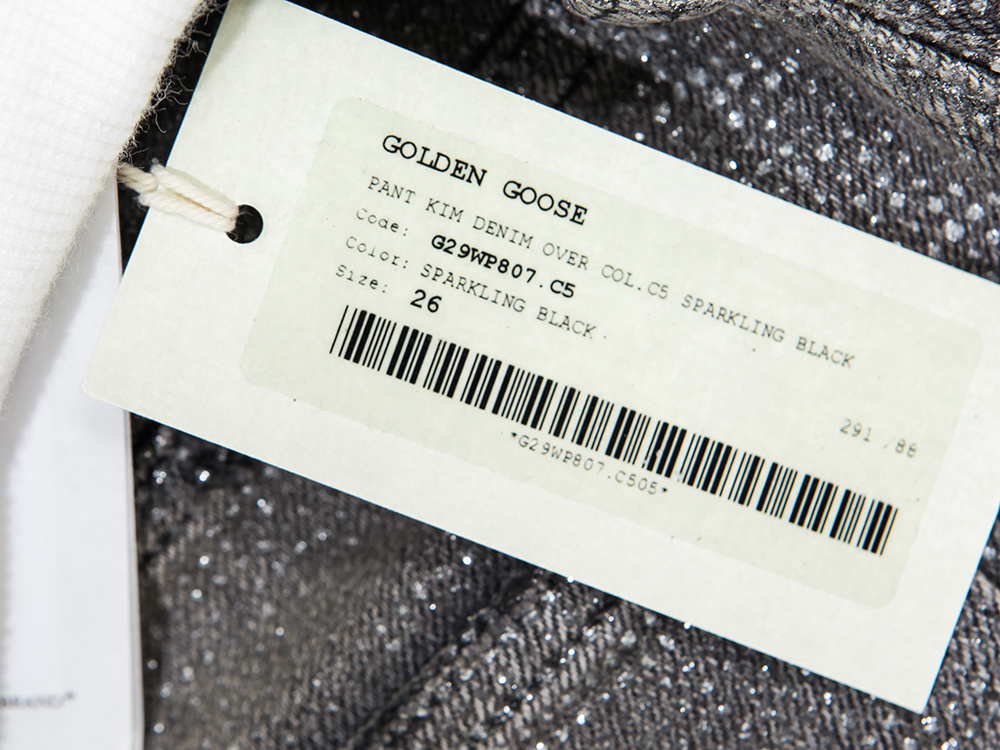 GOLDEN GOOSE
PANT KIM DENIM OVER COL.C5 SPARKLING BLACK
Code: G29WP807.C5
Color: SPARKLING BLACK
Size: 26
291 /88
*G29WP807.C505*